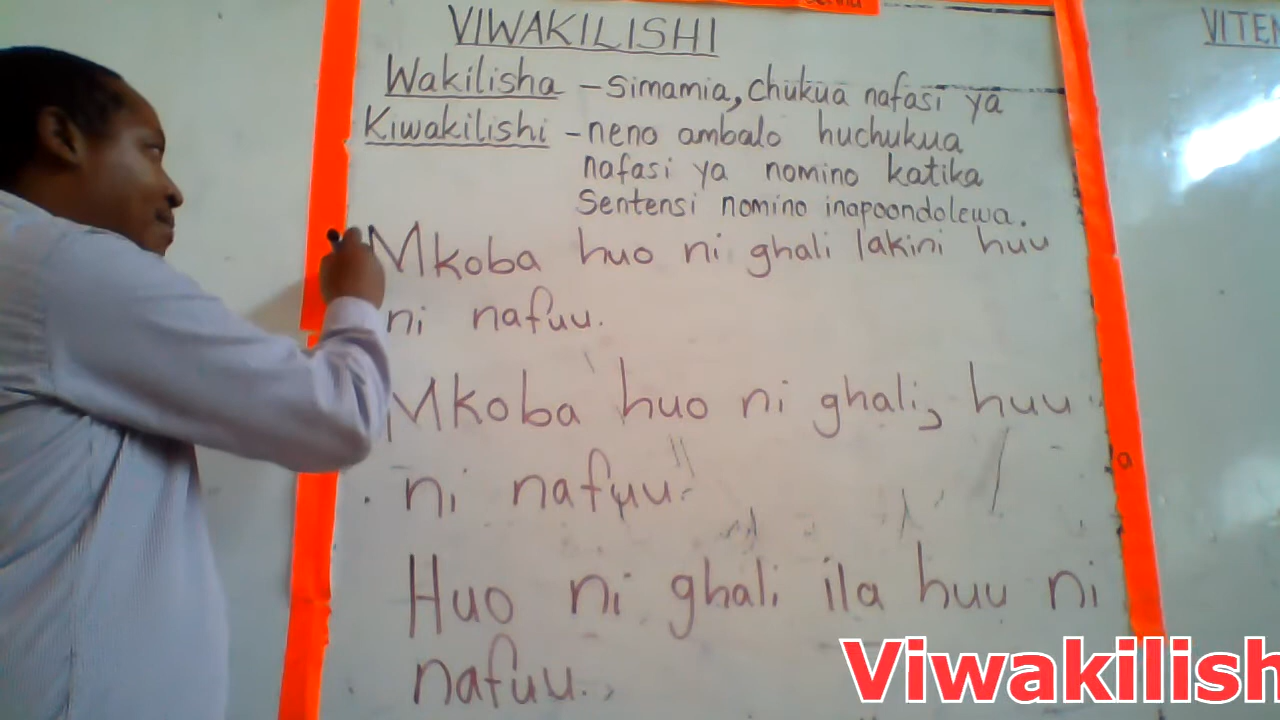 VIWAKILISHI
Wakilisha – Simamia, chukua nafasi ya
Kiwakilishi – neno ambalo huchukua
nafasi ya nomino katika
Sentensi nomino inapoondolewa.
Mkoba huo ni ghali lakini huu
ni nafuu.
Mkoba huo ni ghali, huu
ni nafuu.
Huo ni ghali ila huu ni
nafuu.
VITEN
a
Viwakilish